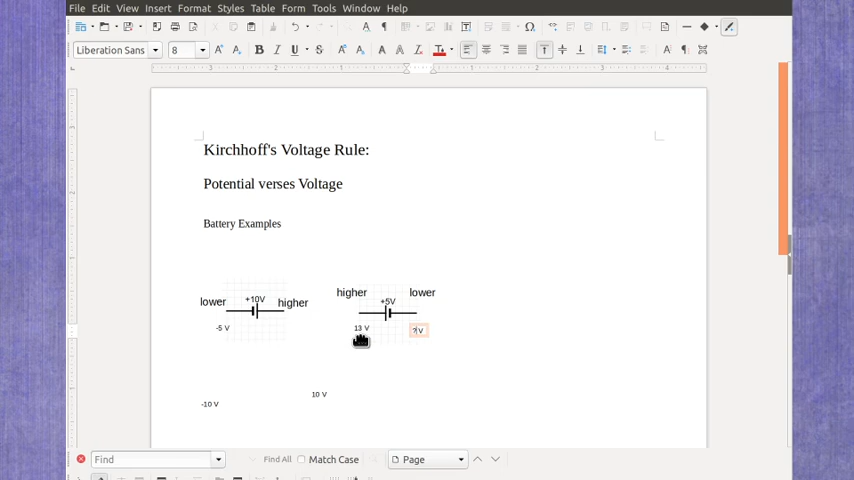 File Edit View Insert Format Styles Table Form Tools Window Help
Liberation Sans 8
Kirchhoff's Voltage Rule:
Potential verses Voltage
Battery Examples
lower +10V higher
-5 V
higher +5V lower
13 V ? V
10 V
-10 V
Find Find All Match Case Page